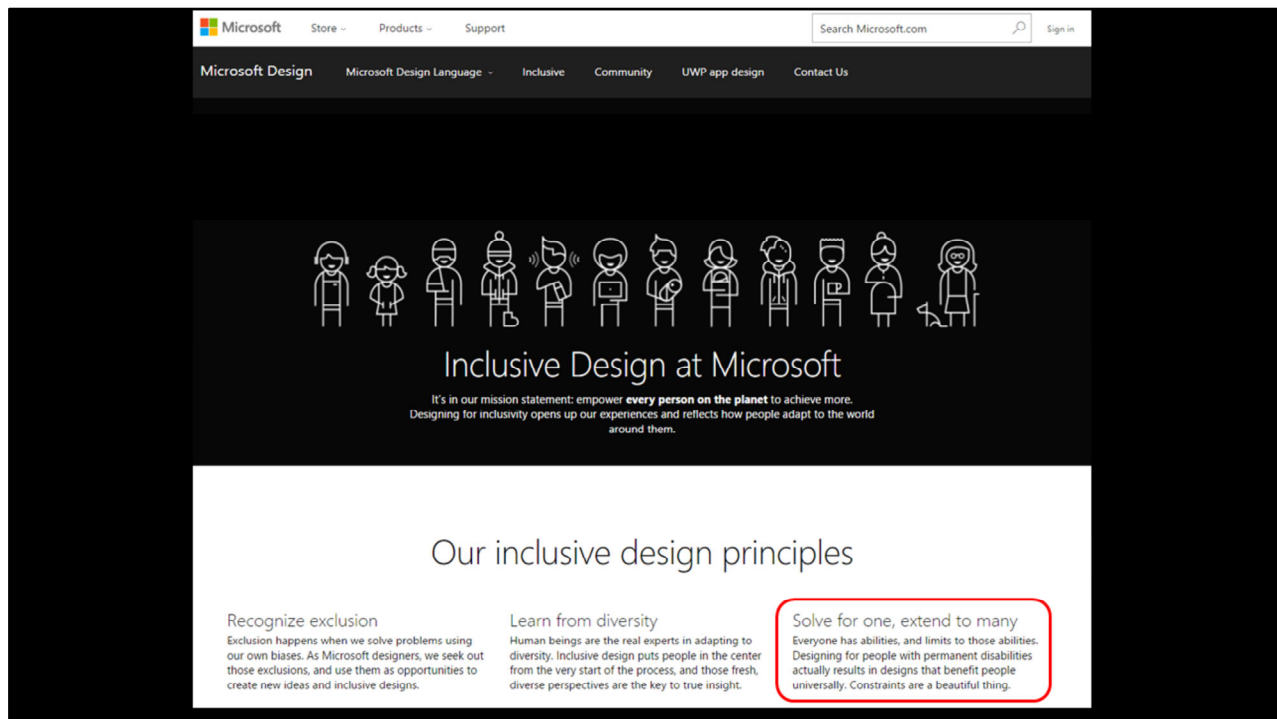 Microsoft Store Products Support Search Microsoft.com Sign in
Microsoft Design Microsoft Design Language Inclusive Community UWP app design Contact Us
Inclusive Design at Microsoft
It's in our mission statement: empower every person on the planet to achieve more.
Designing for inclusivity opens up our experiences and reflects how people adapt to the world
around them.
Our inclusive design principles
Recognize exclusion
Exclusion happens when we solve problems using
our own biases. As Microsoft designers, we seek out
those exclusions, and use them as opportunities to
create new ideas and inclusive designs.
Learn from diversity
Human beings are the real experts in adapting to
diversity. Inclusive design puts people in the center
from the very start of the process, and those fresh,
diverse perspectives are the key to true insight.
Solve for one, extend to many
Everyone has abilities, and limits to those abilities.
Designing for people with permanent disabilities
actually results in designs that benefit people
universally. Constraints are a beautiful thing.